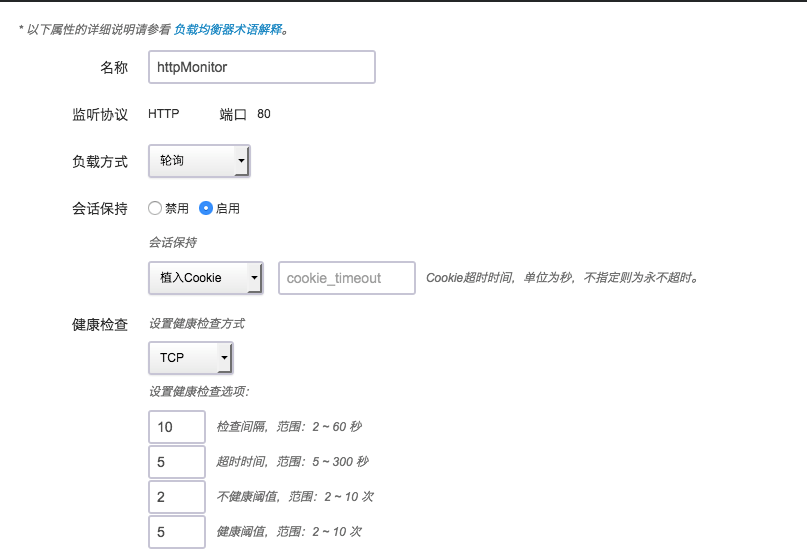 * 以下属性的详细说明请参看 负载均衡器术语解释。
名称 httpMonitor
监听协议 HTTP 端口 80
负载方式 轮询
会话保持 禁用 启用
会话保持
植入Cookie cookie_timeout Cookie超时时间，单位为秒，不指定则为永不超时。
健康检查 设置健康检查方式
TCP
设置健康检查选项：
10 检查间隔，范围：2 ~ 60 秒
5 超时时间，范围：5 ~ 300 秒
2 不健康阈值，范围：2 ~ 10 次
5 健康阈值，范围：2 ~ 10 次